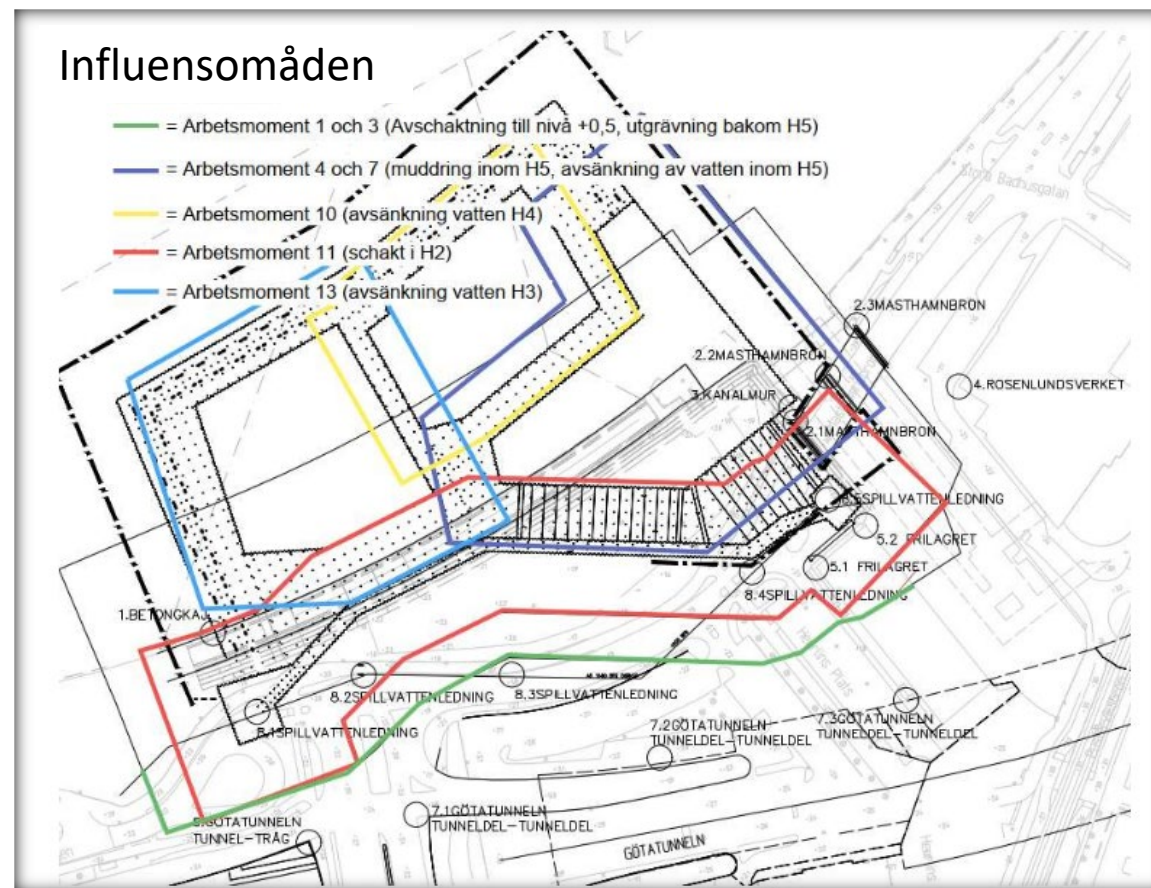 Influensomåden
= Arbetsmoment 1 och 3 (Avschaktning till nivå +0,5, utgrävning bakom H5)
= Arbetsmoment 4 och 7 (muddring inom H5, avsänkning av vatten inom H5)
= Arbetsmoment 10 (avsänkning vatten H4)
= Arbetsmoment 11 (schakt i H2)
= Arbetsmoment 13 (avsänkning vatten H3)
Stora Badhusgatan
2.3MASTHAMNBRON
2.2MASTHAMNBRON
4.ROSENLUNDSVERKET
3.KANALMUR
2.1MASTHAMNBRON
SPILLVATTENLEDNING
5.2 FRILAGRET
5.1 FRILAGRET
8.4SPILLVATTENLEDNING
1.BETONGKAJ
8.2SPILLVATTENLEDNING
8.3SPILLVATTENLEDNING
8.1SPILLVATTENLEDNING
Plats
7.2GÖTATUNNELN
TUNNELDEL-TUNNELDEL
7.3GÖTATUNNELN
TUNNELDEL-TUNNELDEL
7.1GÖTATUNNELN
TUNNELDEL-TUNNELDEL
GÖTATUNNELN
TUNNEL-TRÅG
GÖTATUNNELN